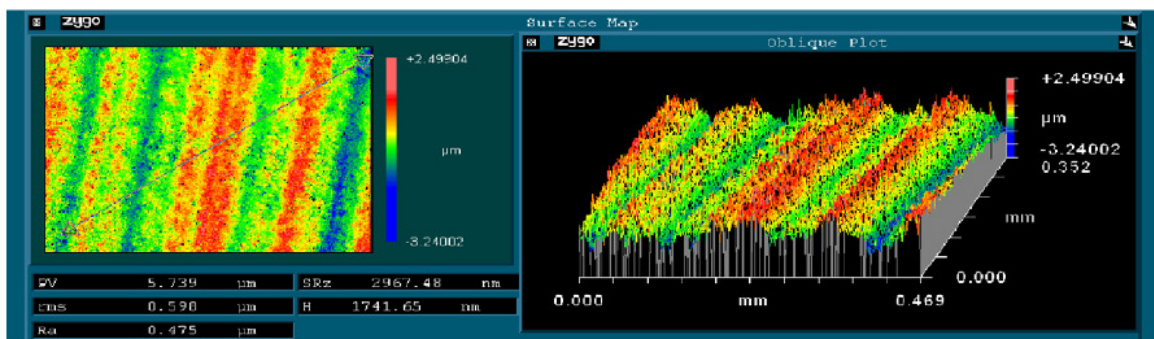 zygo Surface Map
+2.49904
µm
-3.24002
zygo Oblique Plot
+2.49904
µm
-3.24002
0.352
mm
0.000
0.000 mm 0.469
PV 5.739 µm SRz 2967.48 nm
rms 0.598 µm H 1741.65 nm
Ra 0.475 µm